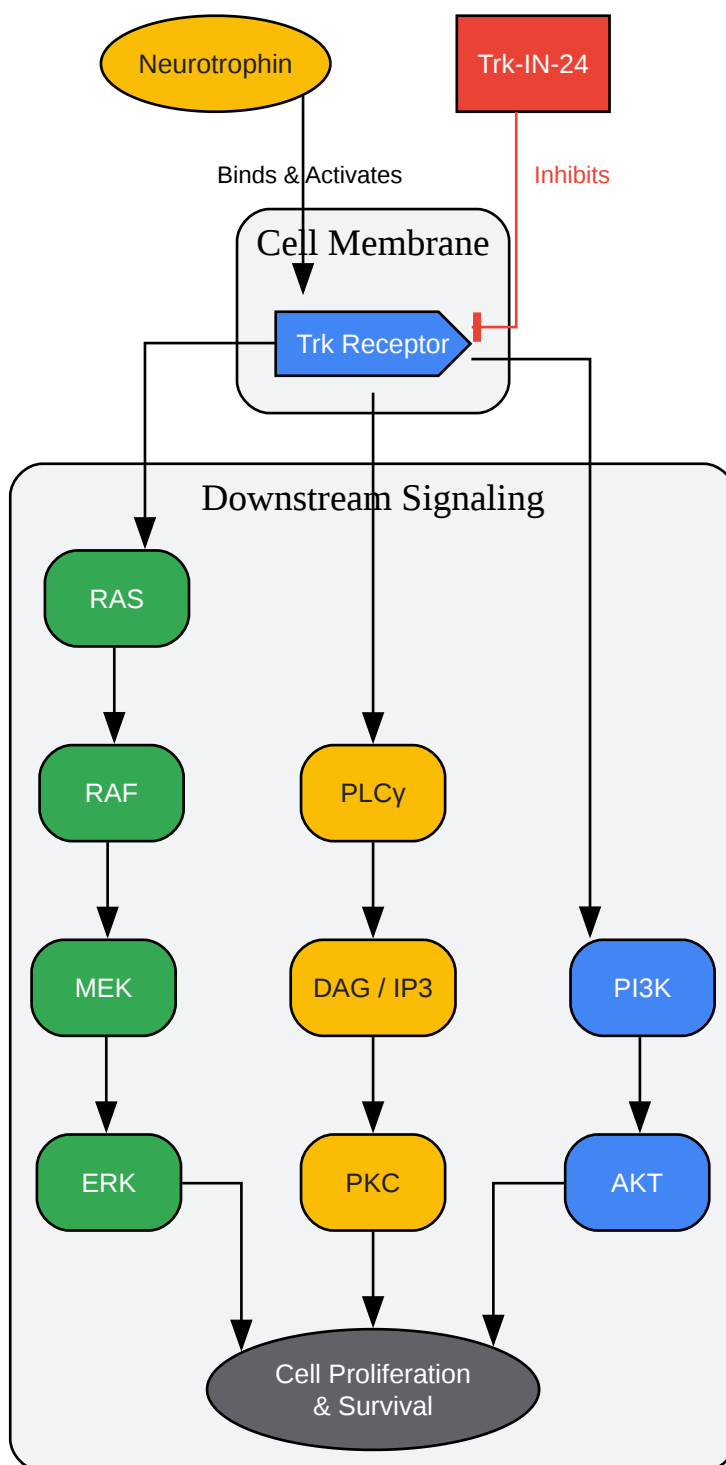 Neurotrophin
Trk-IN-24
Binds & Activates
Inhibits
Cell Membrane
Trk Receptor
Downstream Signaling
RAS
RAF
PLCγ
MEK
DAG / IP3
PI3K
ERK
PKC
AKT
Cell Proliferation
& Survival